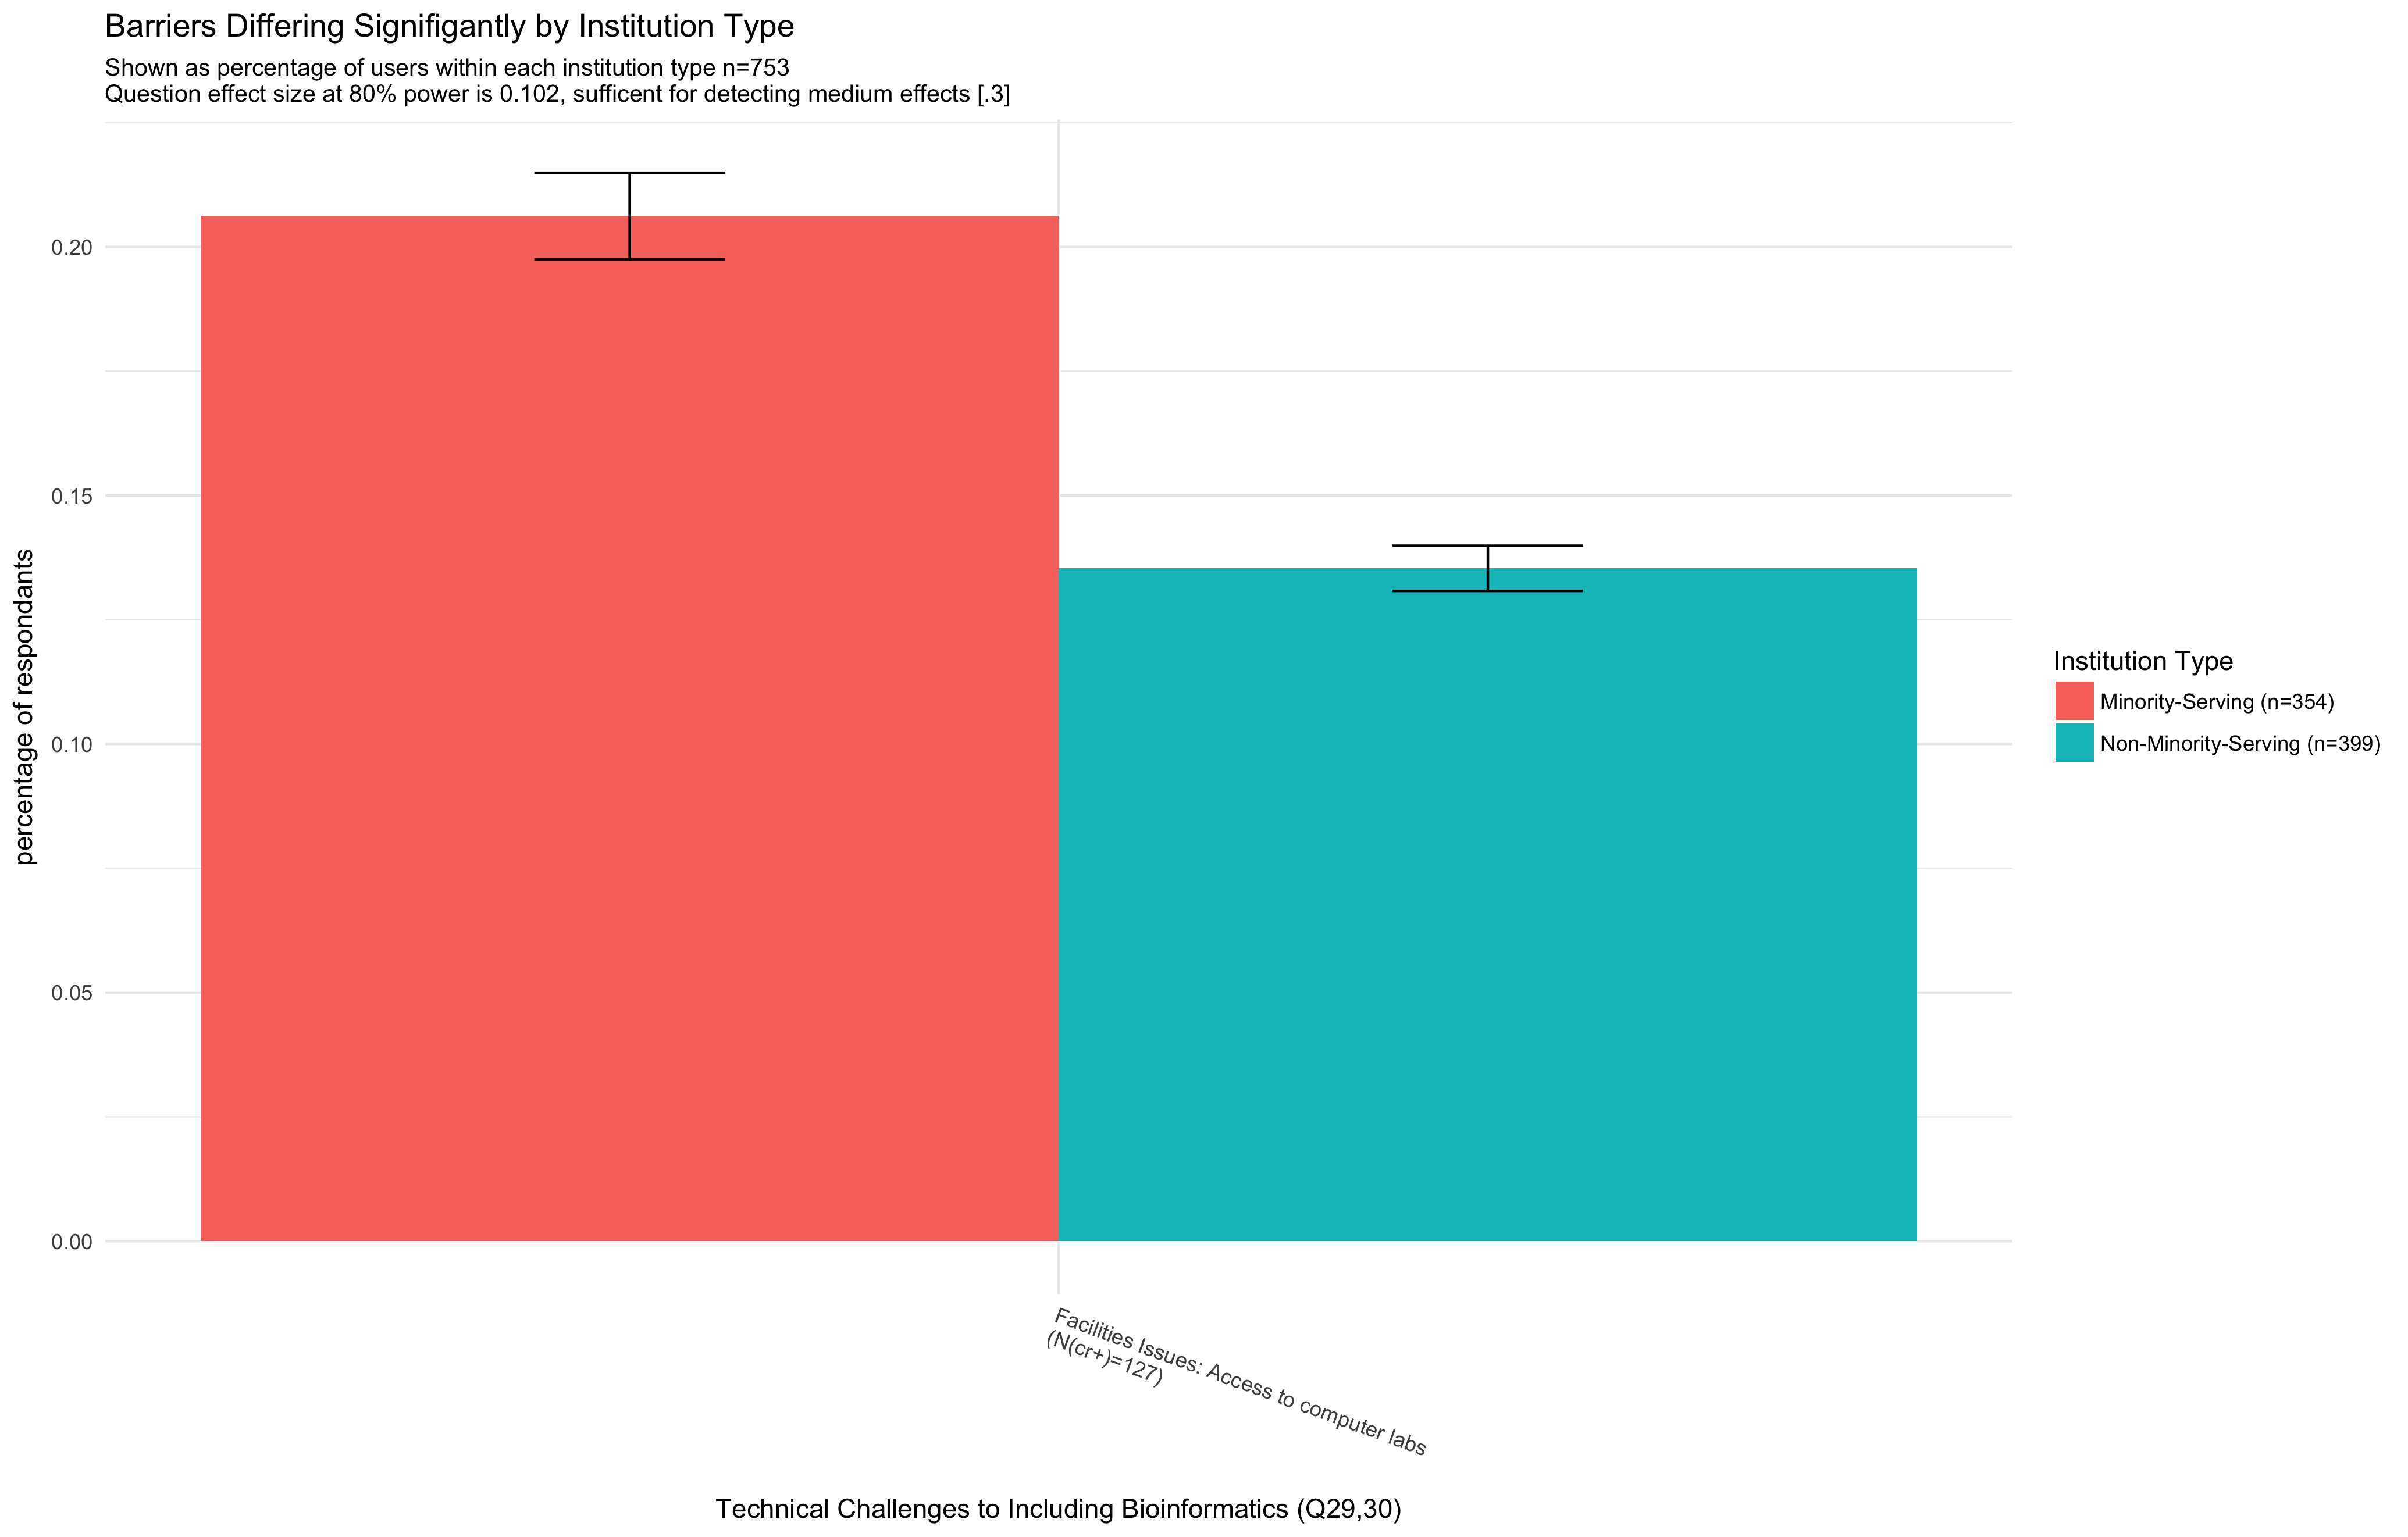 Barriers Differing Signifigantly by Institution Type
Shown as percentage of users within each institution type n=753
Question effect size at 80% power is 0.102, sufficent for detecting medium effects [.3]
percentage of respondants
0.20
0.15
0.10
0.05
0.00
Facilities Issues: Access to computer labs
(N(cr+)=127)
Technical Challenges to Including Bioinformatics (Q29,30)
Institution Type
Minority-Serving (n=354)
Non-Minority-Serving (n=399)